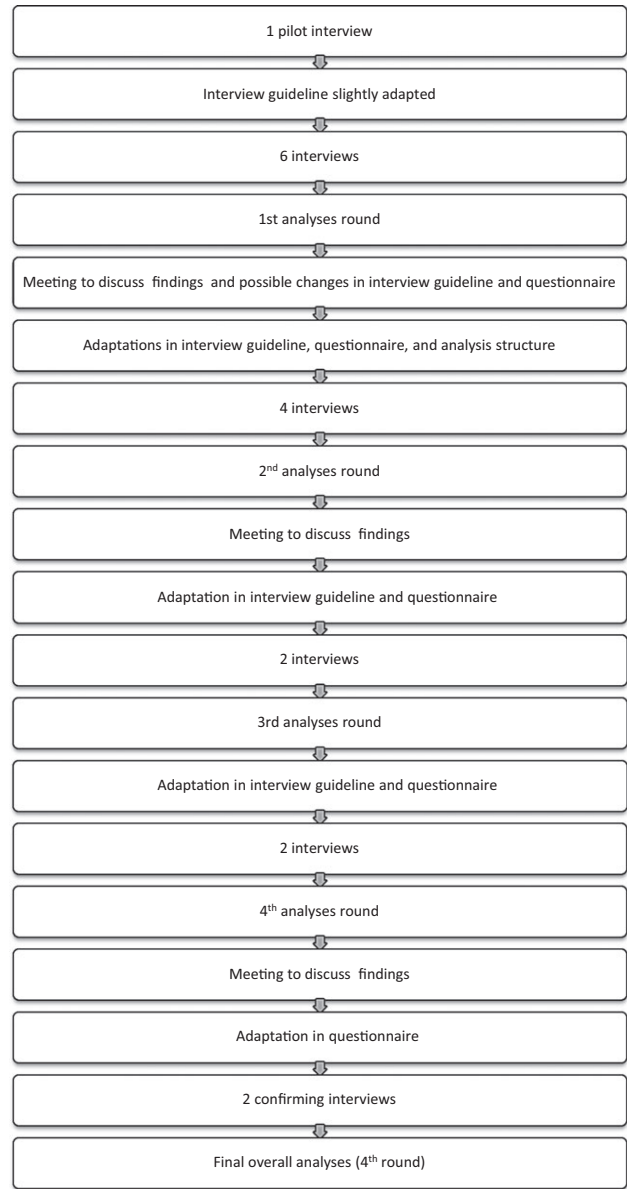 1 pilot interview
Interview guideline slightly adapted
6 interviews
1st analyses round
Meeting to discuss findings and possible changes in interview guideline and questionnaire
Adaptations in interview guideline, questionnaire, and analysis structure
4 interviews
2nd analyses round
Meeting to discuss findings
Adaptation in interview guideline and questionnaire
2 interviews
3rd analyses round
Adaptation in interview guideline and questionnaire
2 interviews
4th analyses round
Meeting to discuss findings
Adaptation in questionnaire
2 confirming interviews
Final overall analyses (4th round)